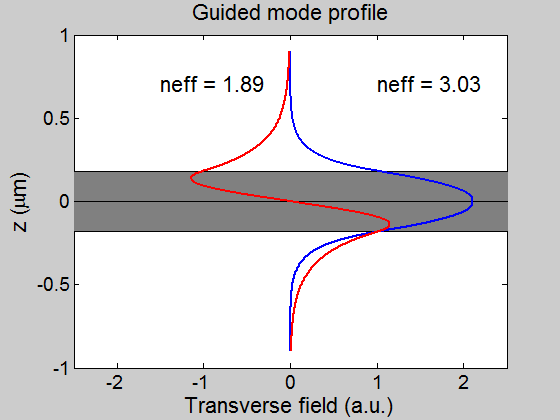 Guided mode profile
neff = 1.89
neff = 3.03
1
0.5
0
-0.5
-1
z (μm)
-2
-1
0
1
2
Transverse field (a.u.)